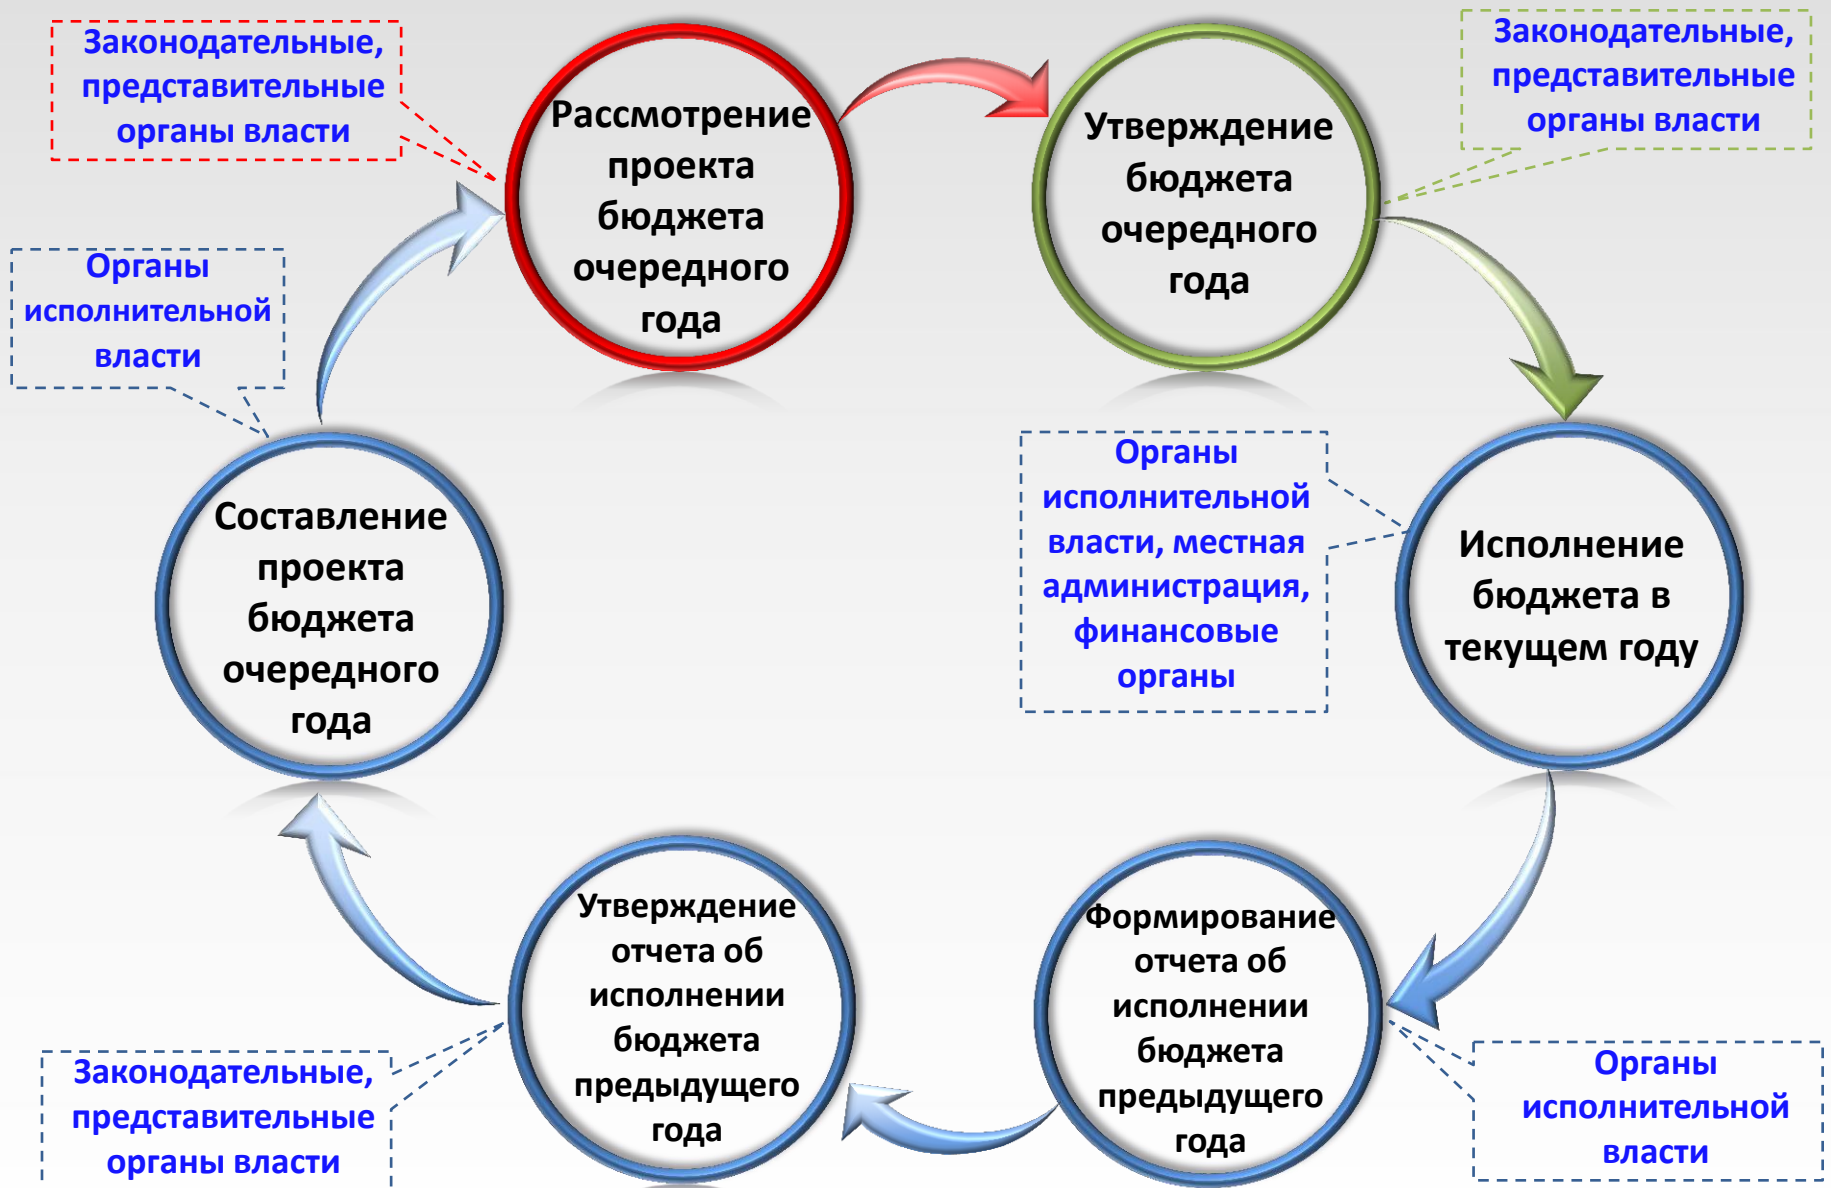 Законодательные,
представительные
органы власти
Рассмотрение
проекта
бюджета
очередного
года
Утверждение
бюджета
очередного
года
Законодательные,
представительные
органы власти
Органы
исполнительной
власти
Составление
проекта
бюджета
очередного
года
Органы
исполнительной
власти, местная
администрация,
финансовые
органы
Исполнение
бюджета в
текущем году
Законодательные,
представительные
органы власти
Утверждение
отчета об
исполнении
бюджета
предыдущего
года
Формирование
отчета об
исполнении
бюджета
предыдущего
года
Органы
исполнительной
власти